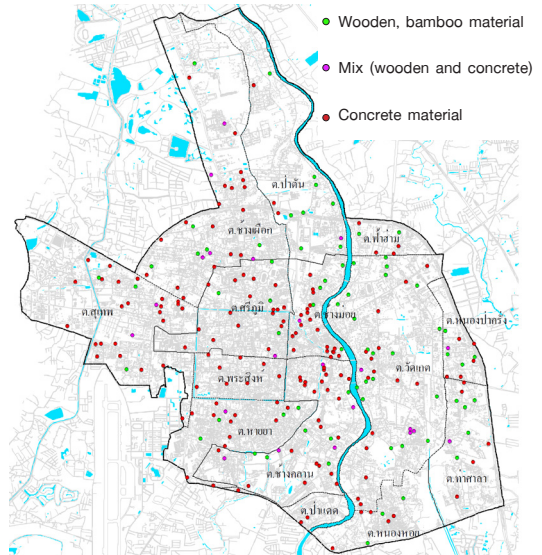 Wooden, bamboo material
Mix (wooden and concrete)
Concrete material
ต.ป่าตัน
ต.ช้างเผือก
ต.ฟ้าฮ่าม
ต.สุเทพ
ต.ศรีภูมิ
ต.ช้างม่อย
ต.หนองป่าครั่ง
ต.วัดเกต
ต.พระสิงห์
ต.หายยา
ต.ช้างคลาน
ต.ท่าศาลา
ต.ป่าแดด
ต.หนองหอย